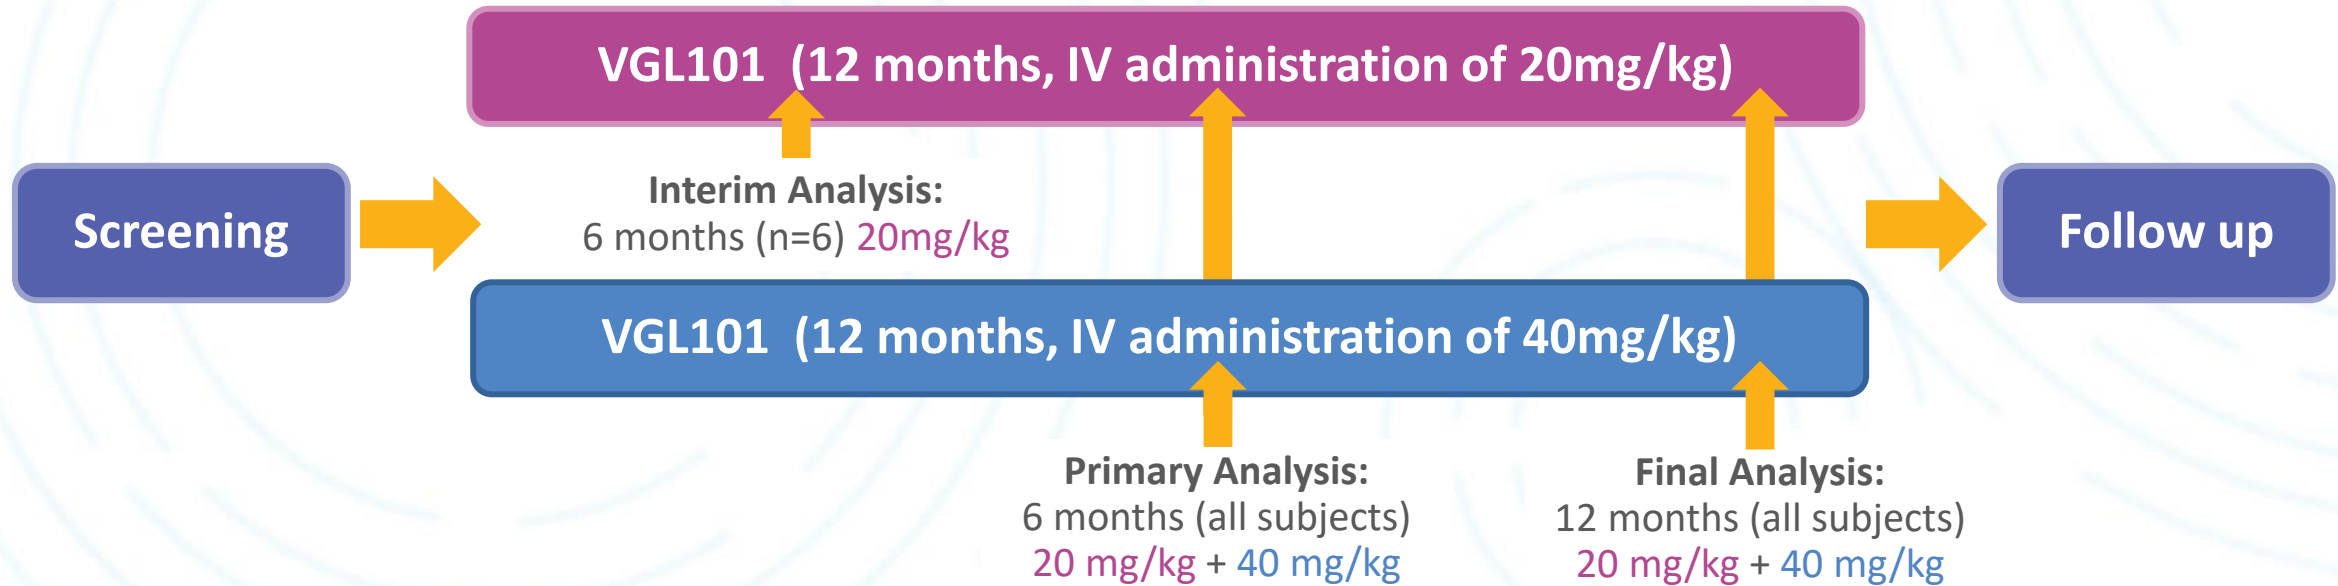 VGL101  (12 months, IV administration of 20mg/kg)
Screening
Interim Analysis:
6 months (n=6) 20mg/kg
Follow up
VGL101  (12 months, IV administration of 40mg/kg)
Primary Analysis:
6 months (all subjects)
20 mg/kg + 40 mg/kg
Final Analysis:
12 months (all subjects)
20 mg/kg + 40 mg/kg